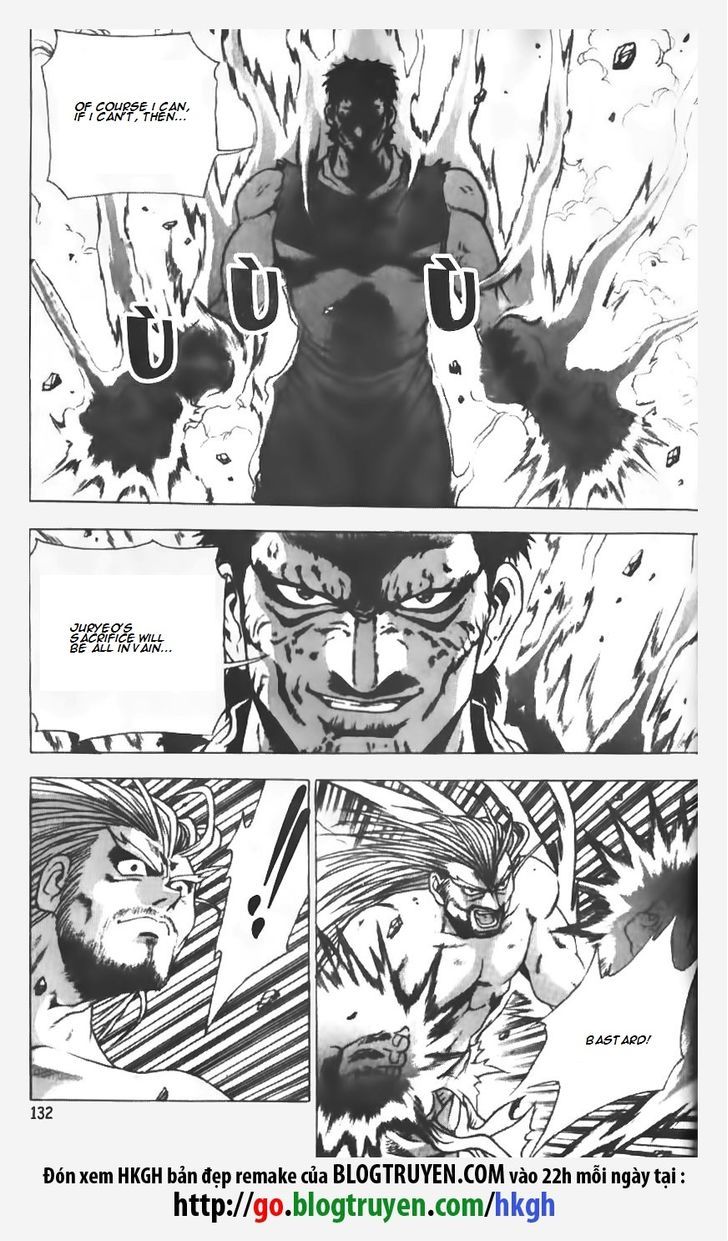 OF COURSE I CAN,
IF I CAN'T, THEN...
Ù
Ù
Ù
JURYEO'S
SACRIFICE WILL
BE ALL IN VAIN...
!!
BASTARD!
132
Đón xem HKGH bản đẹp remake của BLOGTRUYEN.COM vào 22h mỗi ngày tại :
http://go.blogtruyen.com/hkgh